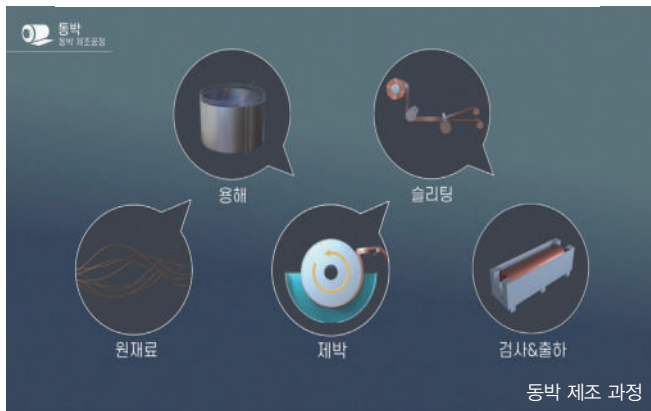 동박
동박 제조공정
용해
슬리팅
원재료
제박
검사&출하
동박 제조 과정